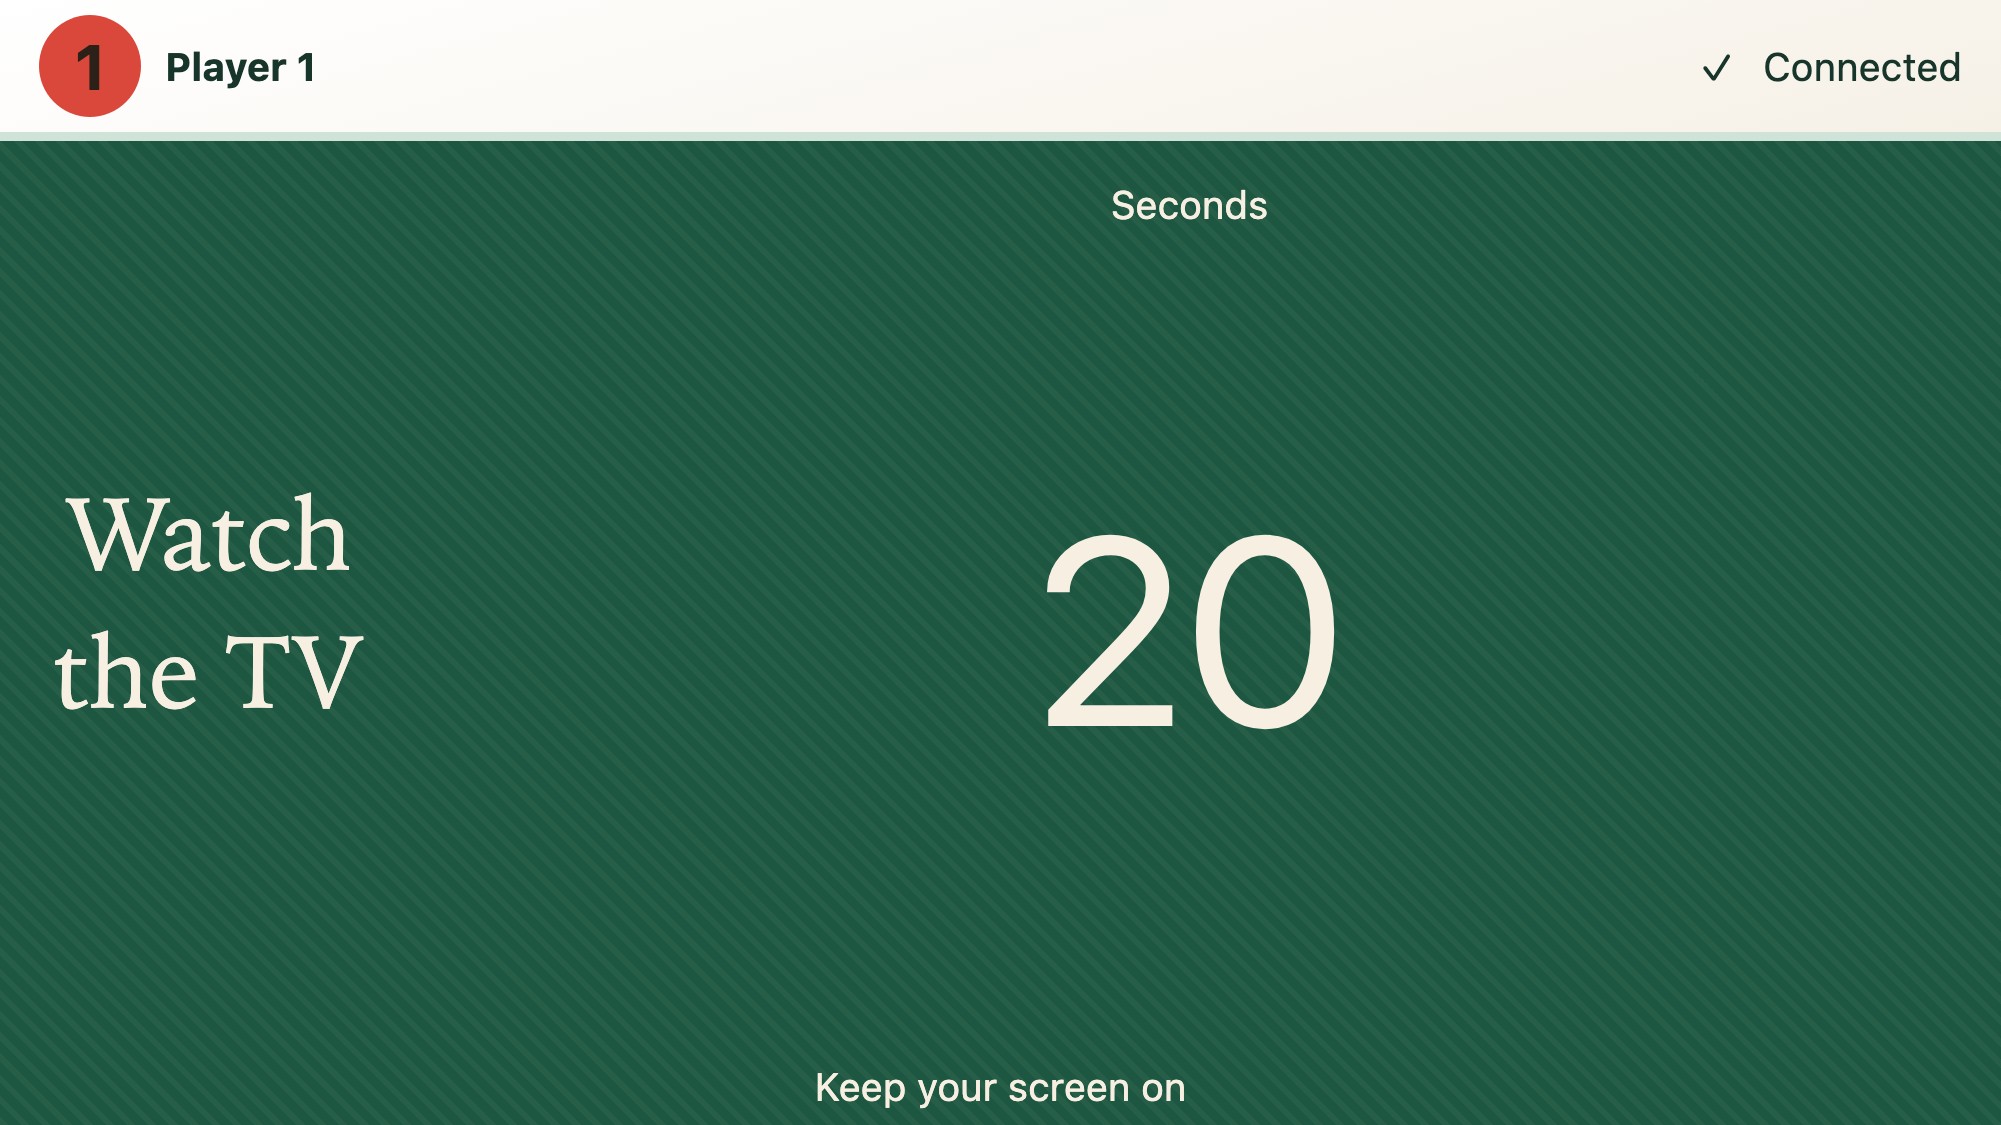 1
Player 1
✓ Connected
Seconds
Watch
the TV
20
Keep your screen on